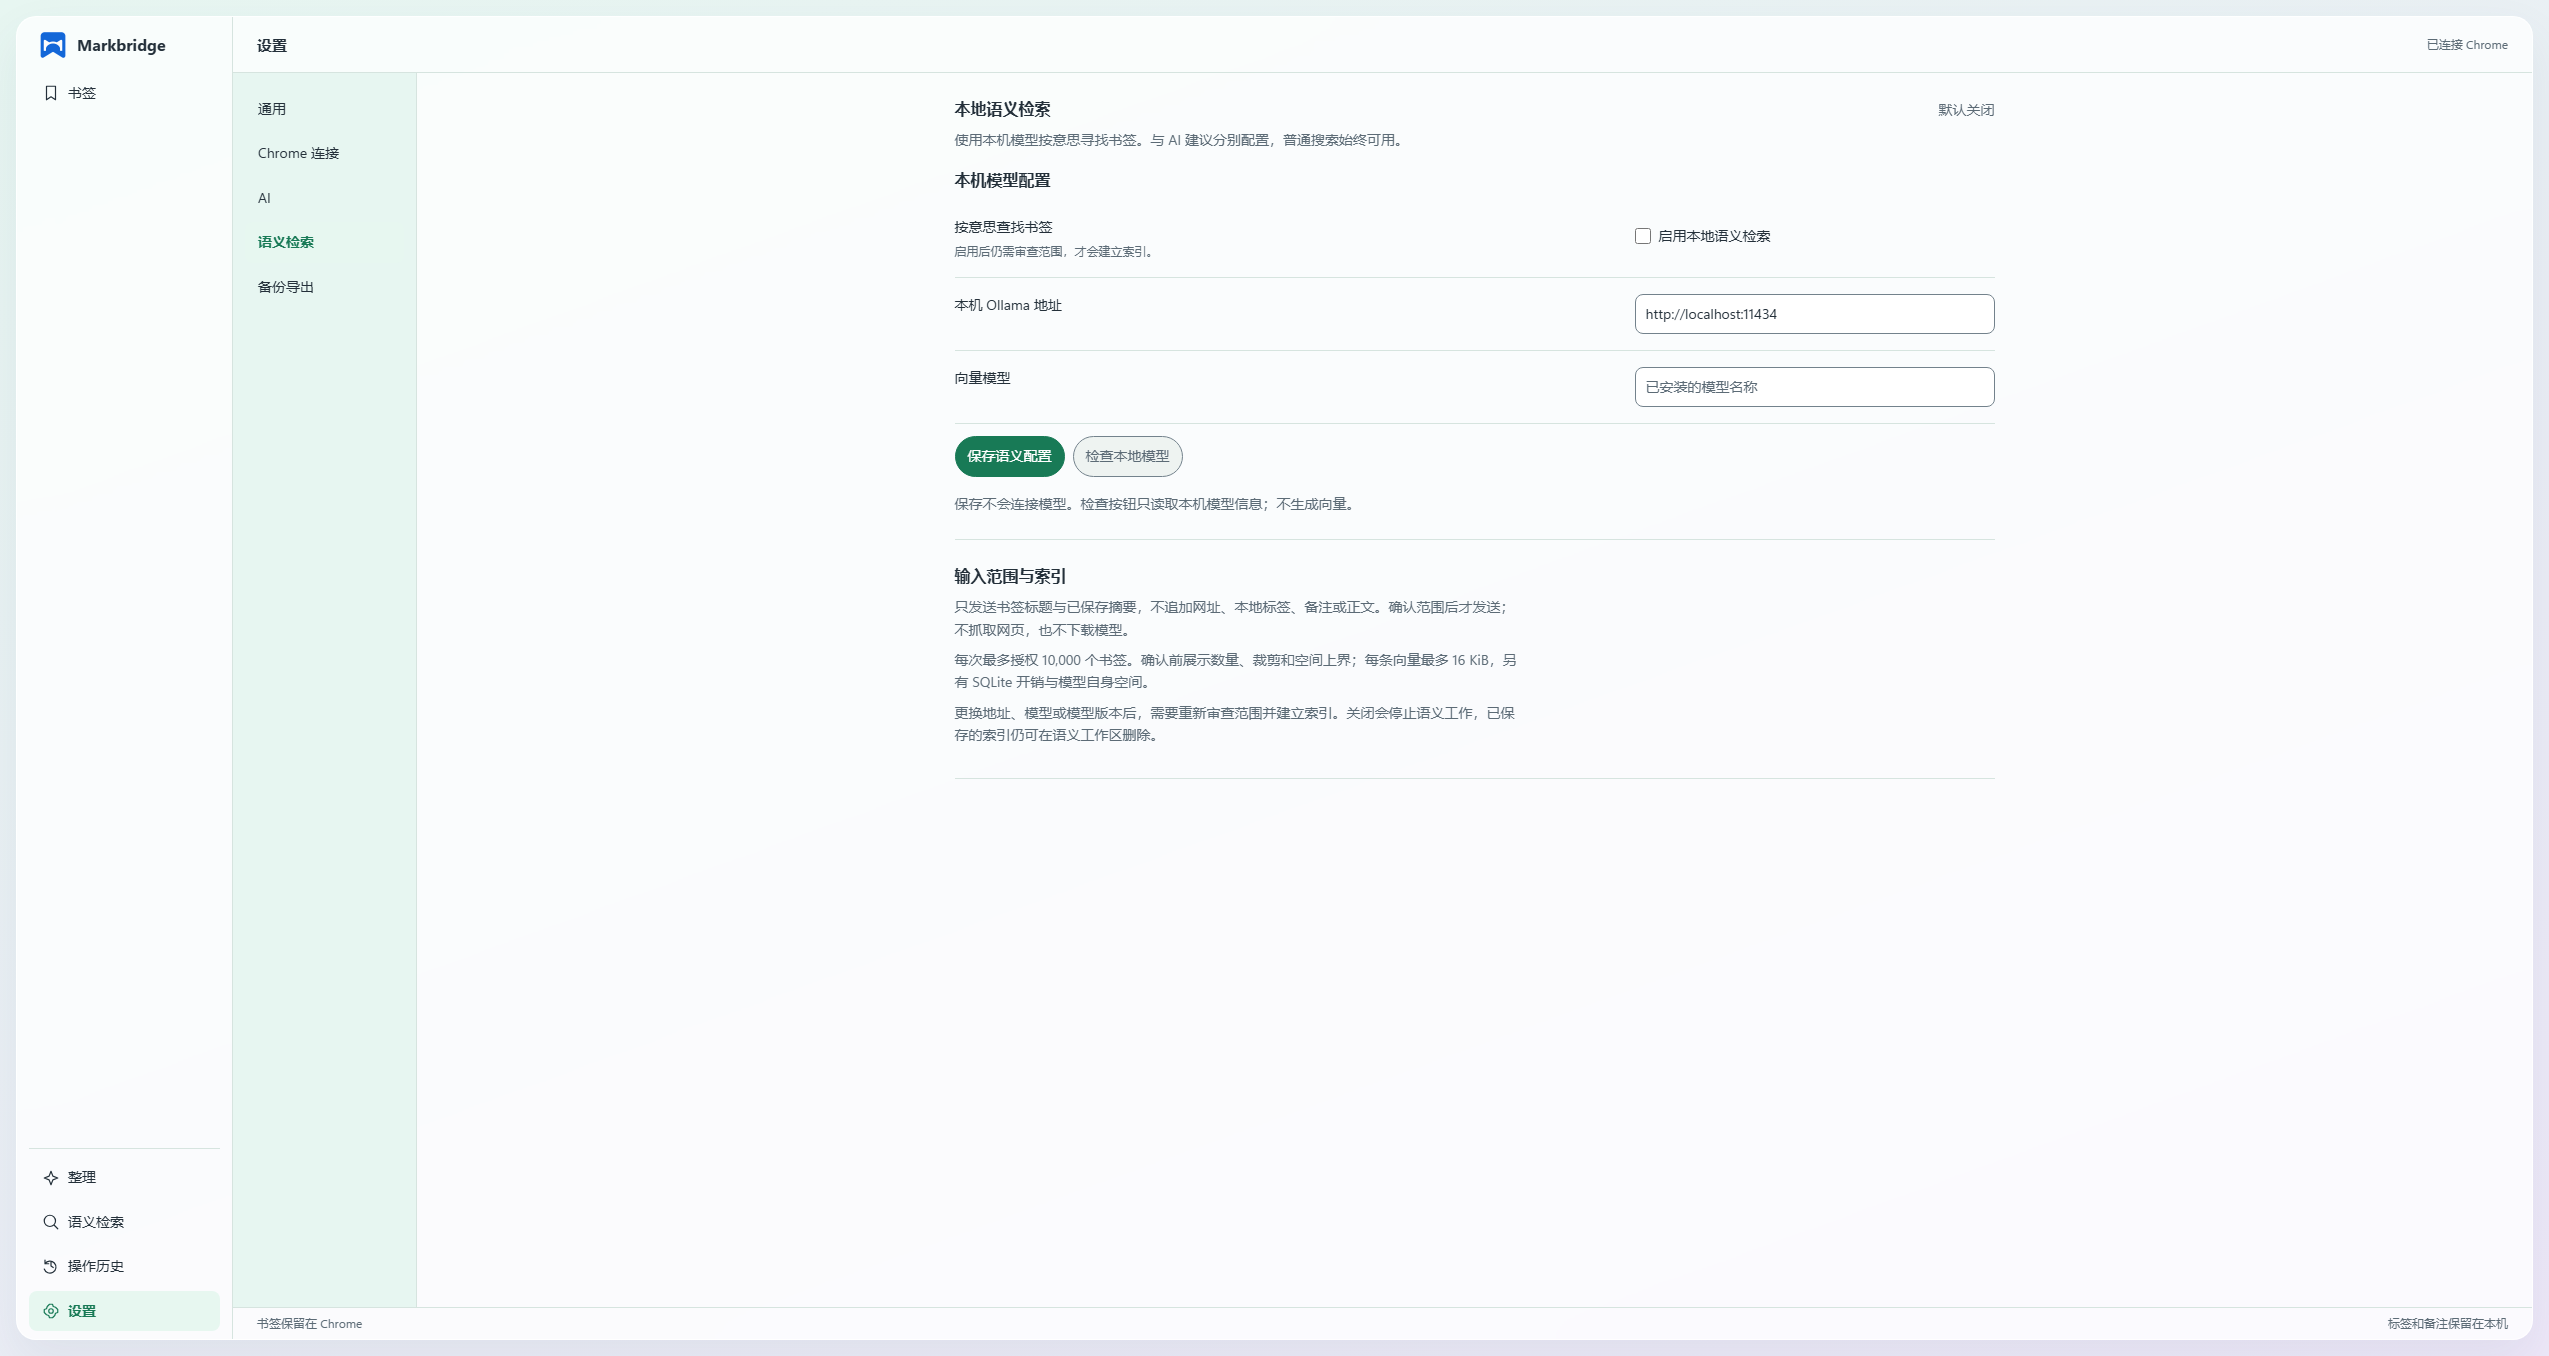 Markbridge
书签
整理
语义检索
操作历史
设置
设置
已连接 Chrome
通用
Chrome 连接
AI
语义检索
备份导出
本地语义检索
默认关闭
使用本机模型按意思寻找书签。与 AI 建议分别配置，普通搜索始终可用。
本机模型配置
按意思查找书签
启用后仍需审查范围，才会建立索引。
启用本地语义检索
本机 Ollama 地址
http://localhost:11434
向量模型
已安装的模型名称
保存语义配置
检查本地模型
保存不会连接模型。检查按钮只读取本机模型信息；不生成向量。
输入范围与索引
只发送书签标题与已保存摘要，不追加网址、本地标签、备注或正文。确认范围后才发送；
不抓取网页，也不下载模型。
每次最多授权 10,000 个书签。确认前展示数量、裁剪和空间上界；每条向量最多 16 KiB，另
有 SQLite 开销与模型自身空间。
更换地址、模型或模型版本后，需要重新审查范围并建立索引。关闭会停止语义工作，已保
存的索引仍可在语义工作区删除。
书签保留在 Chrome
标签和备注保留在本机